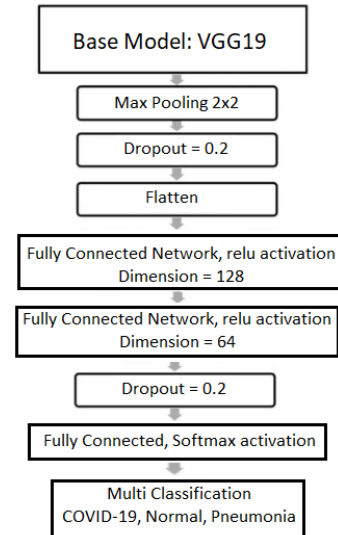 Base Model: VGG19
Max Pooling 2x2
Dropout = 0.2
Flatten
Fully Connected Network, relu activation
Dimension = 128
Fully Connected Network, relu activation
Dimension = 64
Dropout = 0.2
Fully Connected, Softmax activation
Multi Classification
COVID-19, Normal, Pneumonia